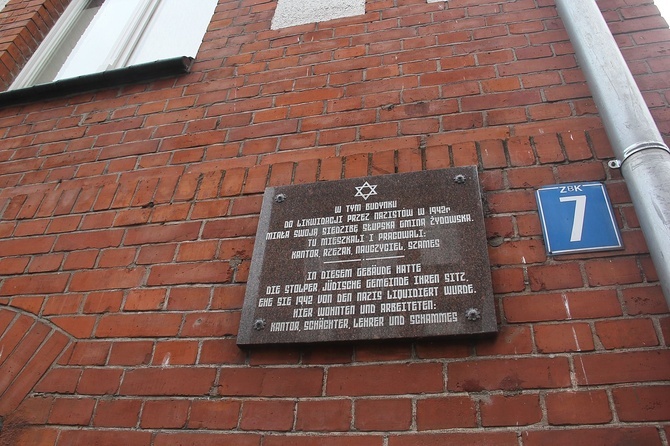 W TYM BUDYNKU
DO LIKWIDACJI PRZEZ NAZISTÓW W 1942r
MIAŁA SWOJĄ SIEDZIBĘ SŁUPSKA GMINA ŻYDOWSKA.
TU MIESZKALI I PRACOWALI:
KANTOR, RZEZAK, NAUCZYCIEL, SZAMES
IN DIESEM GEBÄUDE HATTE
DIE STOLPER JÜDISCHE GEMEINDE IHREN SITZ,
EHE SIE 1942 VON DEN NAZIS LIQUIDIERT WURDE.
HIER WOHNTEN UND ARBEITETEN:
KANTOR, SCHÄCHTER, LEHRER UND SCHAMMES
ZBK
7